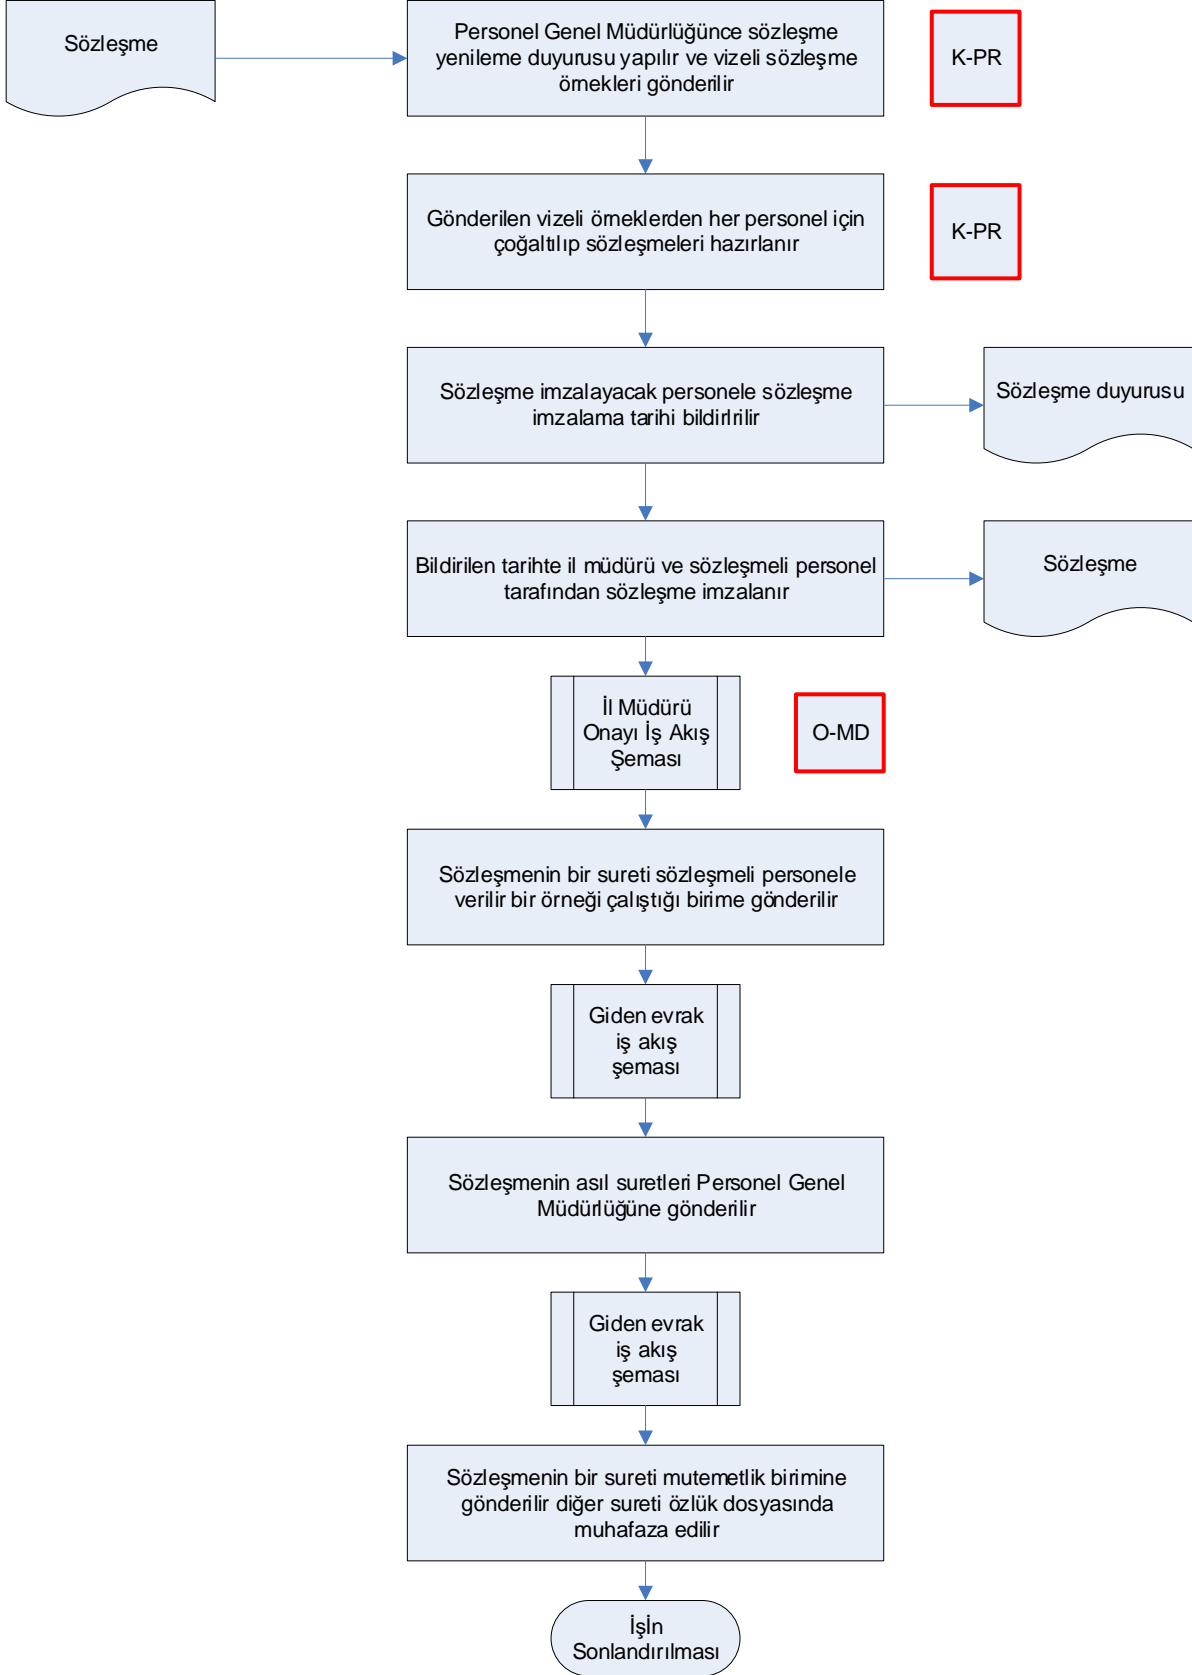 Sözleşme
Personel Genel Müdürlüğünce sözleşme
yenileme duyurusu yapılır ve vizeli sözleşme
örnekleri gönderilir
K-PR
Gönderilen vizeli örneklerden her personel için
çoğaltılıp sözleşmeleri hazırlanır
K-PR
Sözleşme imzalayacak personele sözleşme
imzalama tarihi bildirlrilir
Sözleşme duyurusu
Bildirilen tarihte il müdürü ve sözleşmeli personel
tarafından sözleşme imzalanır
Sözleşme
İl Müdürü
Onayı İş Akış
Şeması
O-MD
Sözleşmenin bir sureti sözleşmeli personele
verilir bir örneği çalıştığı birime gönderilir
Giden evrak
iş akış
şeması
Sözleşmenin asıl suretleri Personel Genel
Müdürlüğüne gönderilir
Giden evrak
iş akış
şeması
Sözleşmenin bir sureti mutemetlik birimine
gönderilir diğer sureti özlük dosyasında
muhafaza edilir
İşİn
Sonlandırılması